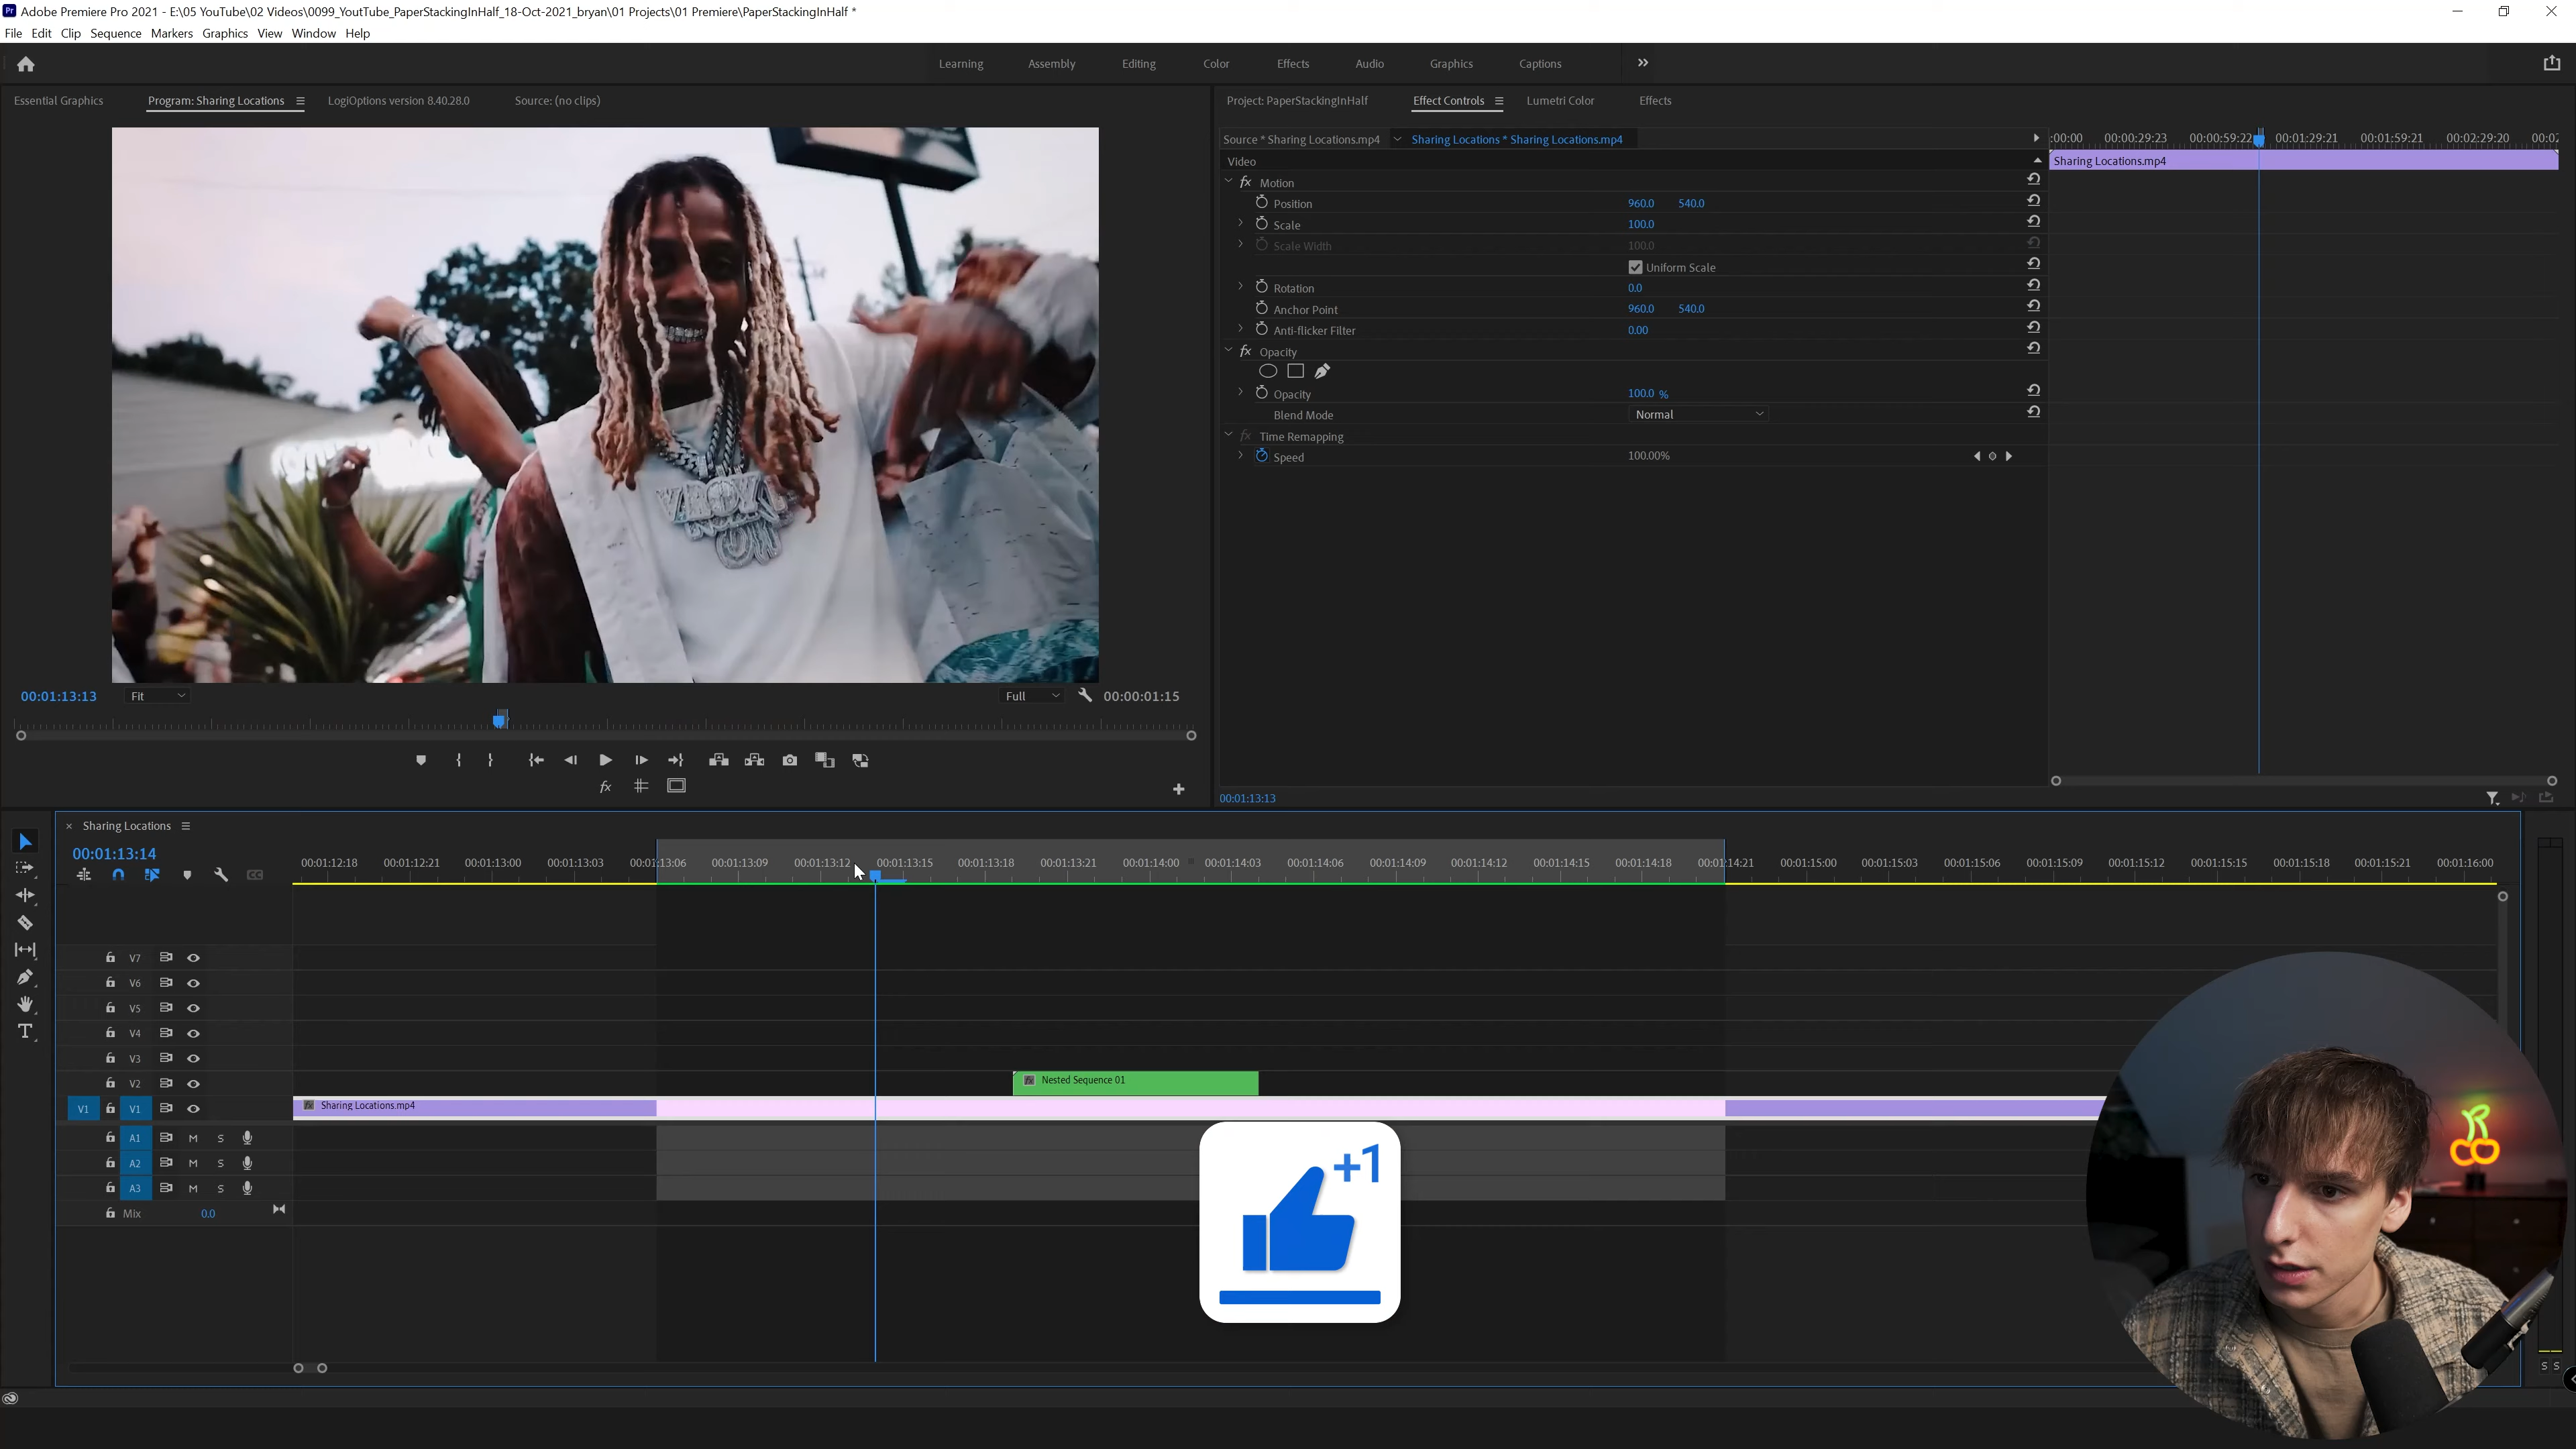 Pr Adobe Premiere Pro 2021 - E:\05 YouTube\02 Videos\0099_YoutTube_PaperStackingInHalf_18-Oct-2021_bryan\01 Projects\01 Premiere\PaperStackingInHalf *
File Edit Clip Sequence Markers Graphics View Window Help
Learning Assembly Editing Color Effects Audio Graphics Captions
Essential Graphics Program: Sharing Locations LogiOptions version 8.40.28.0 Source: (no clips)
Project: PaperStackingInHalf Effect Controls Lumetri Color Effects
Source * Sharing Locations.mp4 Sharing Locations * Sharing Locations.mp4
:00:00 00:00:29:23 00:00:59:22 00:01:29:21 00:01:59:21 00:02:29:20 00:02
Video
Sharing Locations.mp4
fx Motion
Position 960.0 540.0
Scale 100.0
Scale Width 100.0
Uniform Scale
Rotation 0.0
Anchor Point 960.0 540.0
Anti-flicker Filter 0.00
fx Opacity
Opacity 100.0 %
Blend Mode Normal
fx Time Remapping
Speed 100.00%
00:01:13:13 Fit Full 00:00:01:15
fx
00:01:13:13
Sharing Locations
00:01:13:14
00:01:12:18 00:01:12:21 00:01:13:00 00:01:13:03 00:01:13:06 00:01:13:09 00:01:13:12 00:01:13:15 00:01:13:18 00:01:13:21 00:01:14:00 00:01:14:03 00:01:14:06 00:01:14:09 00:01:14:12 00:01:14:15 00:01:14:18 00:01:14:21 00:01:15:00 00:01:15:03 00:01:15:06 00:01:15:09 00:01:15:12 00:01:15:15 00:01:15:18 00:01:15:21 00:01:16:00
V7
V6
V5
V4
V3
V2 fx Nested Sequence 01
V1 V1 fx Sharing Locations.mp4
A1 M S
A2 M S
A3 M S
Mix 0.0
+1
S S